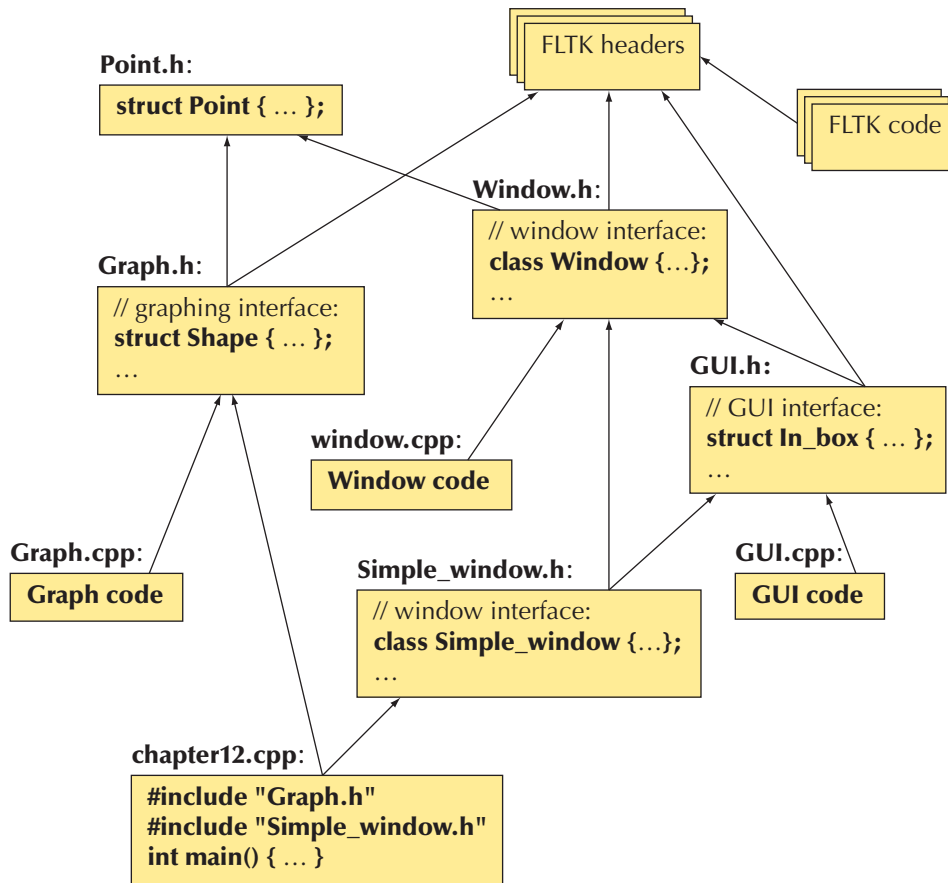 FLTK headers
Point.h:
struct Point { … };
FLTK code
Window.h:
// window interface:
class Window {…};
…
Graph.h:
// graphing interface:
struct Shape { … };
…
GUI.h:
// GUI interface:
struct In_box { … };
…
window.cpp:
Window code
Graph.cpp:
Graph code
Simple_window.h:
// window interface:
class Simple_window {…};
…
GUI.cpp:
GUI code
chapter12.cpp:
#include "Graph.h"
#include "Simple_window.h"
int main() { … }